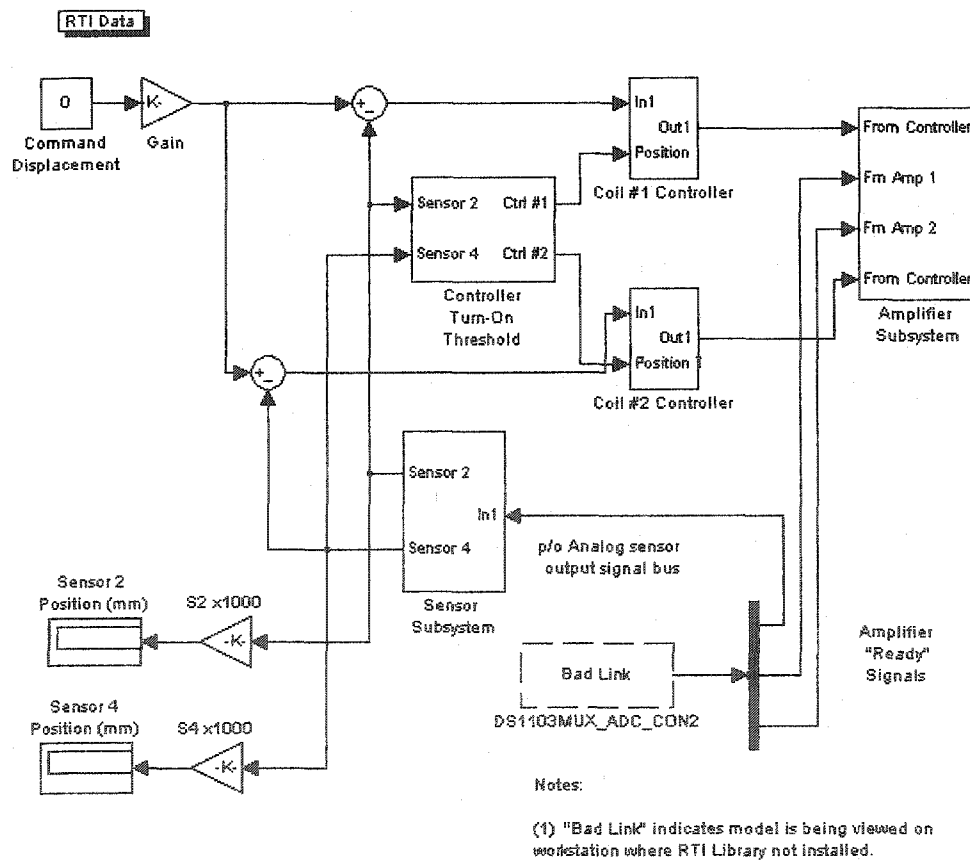 RTI Data
0
Command
Displacement
K-
Gain
+
-
In1
Out1
Position
Coil #1 Controller
From Controller
Fm Amp 1
Fm Amp 2
From Controller
Amplifier
Subsystem
Sensor 2
Ctrl #1
Sensor 4
Ctrl #2
Controller
Turn-On
Threshold
In1
Out1
Position
Coil #2 Controller
+
-
Sensor 2
In1
Sensor 4
Sensor
Subsystem
p/o Analog sensor
output signal bus
Sensor 2
Position (mm)
S2 x1000
-K-
Sensor 4
Position (mm)
S4 x1000
-K-
Bad Link
DS1103MUX_ADC_CON2
Amplifier
"Ready"
Signals
Notes:
(1) "Bad Link" indicates model is being viewed on
workstation where RTI Library not installed.